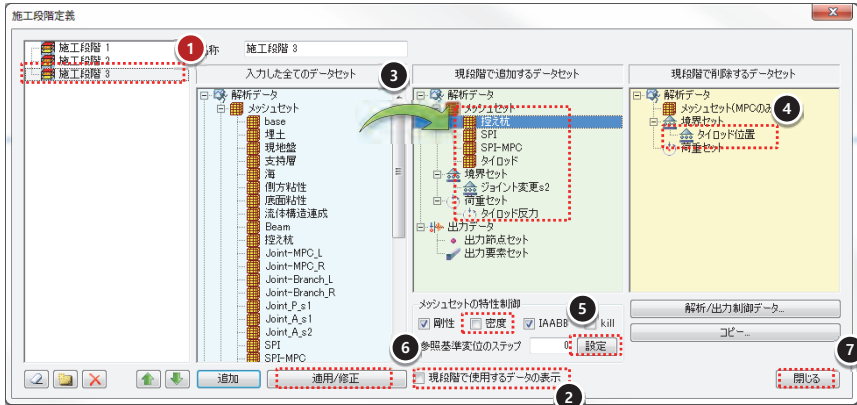 施工段階定義
施工段階 1
施工段階 2
施工段階 3
1
称
施工段階 3
入力した全てのデータセット
3
現段階で追加するデータセット
現段階で削除するデータセット
解析データ
メッシュセット
base
埋土
現地盤
支持層
海
側方粘性
底面粘性
流体構造連成
Beam
控え杭
Joint-MPC_L
Joint-MPC_R
Joint-Branch_L
Joint-Branch_R
Joint_P_s1
Joint_A_s1
Joint_A_s2
SPI
SPI-MPC
解析データ
メッシュセット
控え杭
SPI
SPI-MPC
タイロッド
境界セット
ジョイント変更s2
荷重セット
タイロッド反力
出力データ
出力節点セット
出力要素セット
解析データ
メッシュセット(MPCのみ
4
境界セット
タイロッド位置
荷重セット
メッシュセットの特性制御
5
剛性
密度
IAABB
kill
6
参照基準変位のステップ
0
設定
解析/出力制御データ...
コピー...
7
追加
適用/修正
現段階で使用するデータの表示
閉じる
2